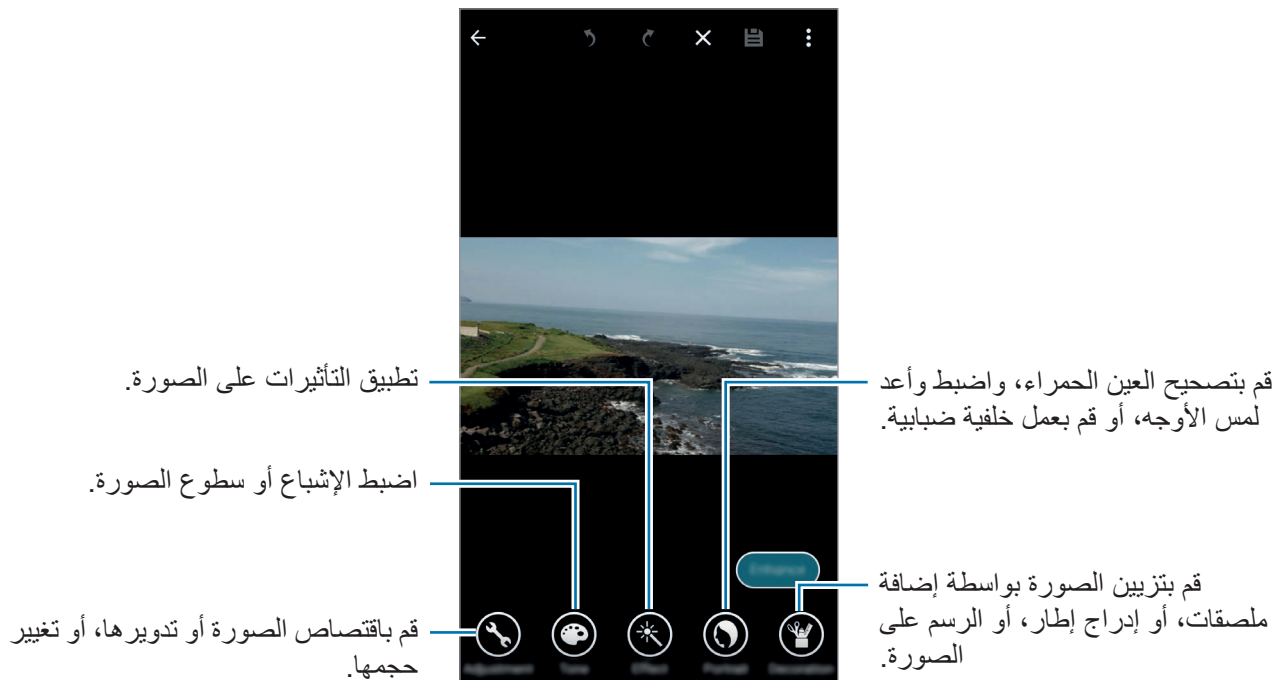 تطبيق التأثيرات على الصورة.
قم بتصحيح العين الحمراء، واضبط وأعد
لمس الأوجه، أو قم بعمل خلفية ضبابية.
اضبط الإشباع أو سطوع الصورة.
Enhance
قم بتزيين الصورة بواسطة إضافة
ملصقات، أو إدراج إطار، أو الرسم على
الصورة.
قم باقتصاص الصورة أو تدويرها، أو تغيير
حجمها.
Adjustment Tone Effect Portrait Decoration